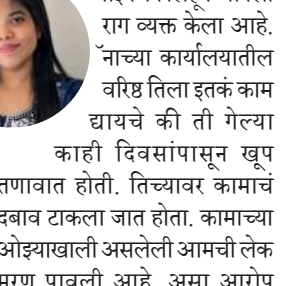 राग व्यक्त केला आहे.
ॅनाच्या कार्यालयातील
वरिष्ठ तिला इतकं काम
द्यायचे की ती गेल्या
काही दिवसांपासून खूप
तणावात होती. तिच्यावर कामाचं
दबाव टाकला जात होता. कामाच्या
ओझ्याखाली असलेली आमची लेक
मरण पावली आहे, असा आरोप